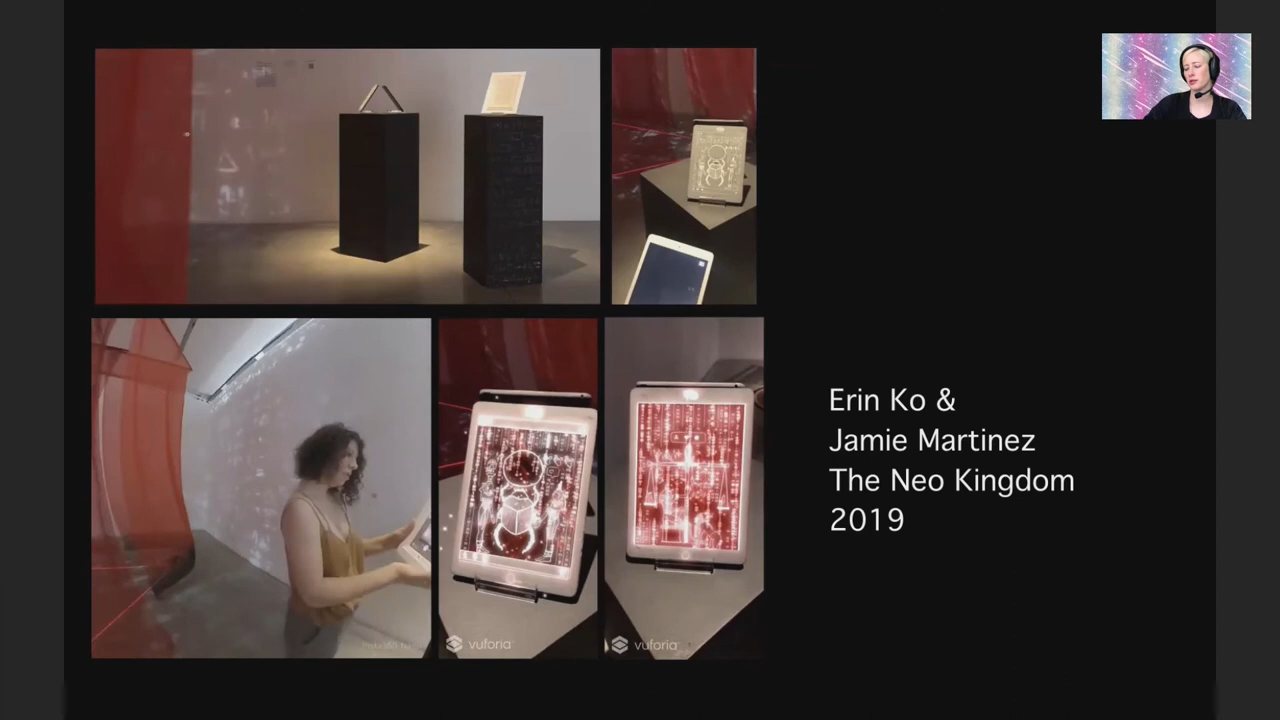 Erin Ko &
Jamie Martinez
The Neo Kingdom
2019
vuforia
vuforia